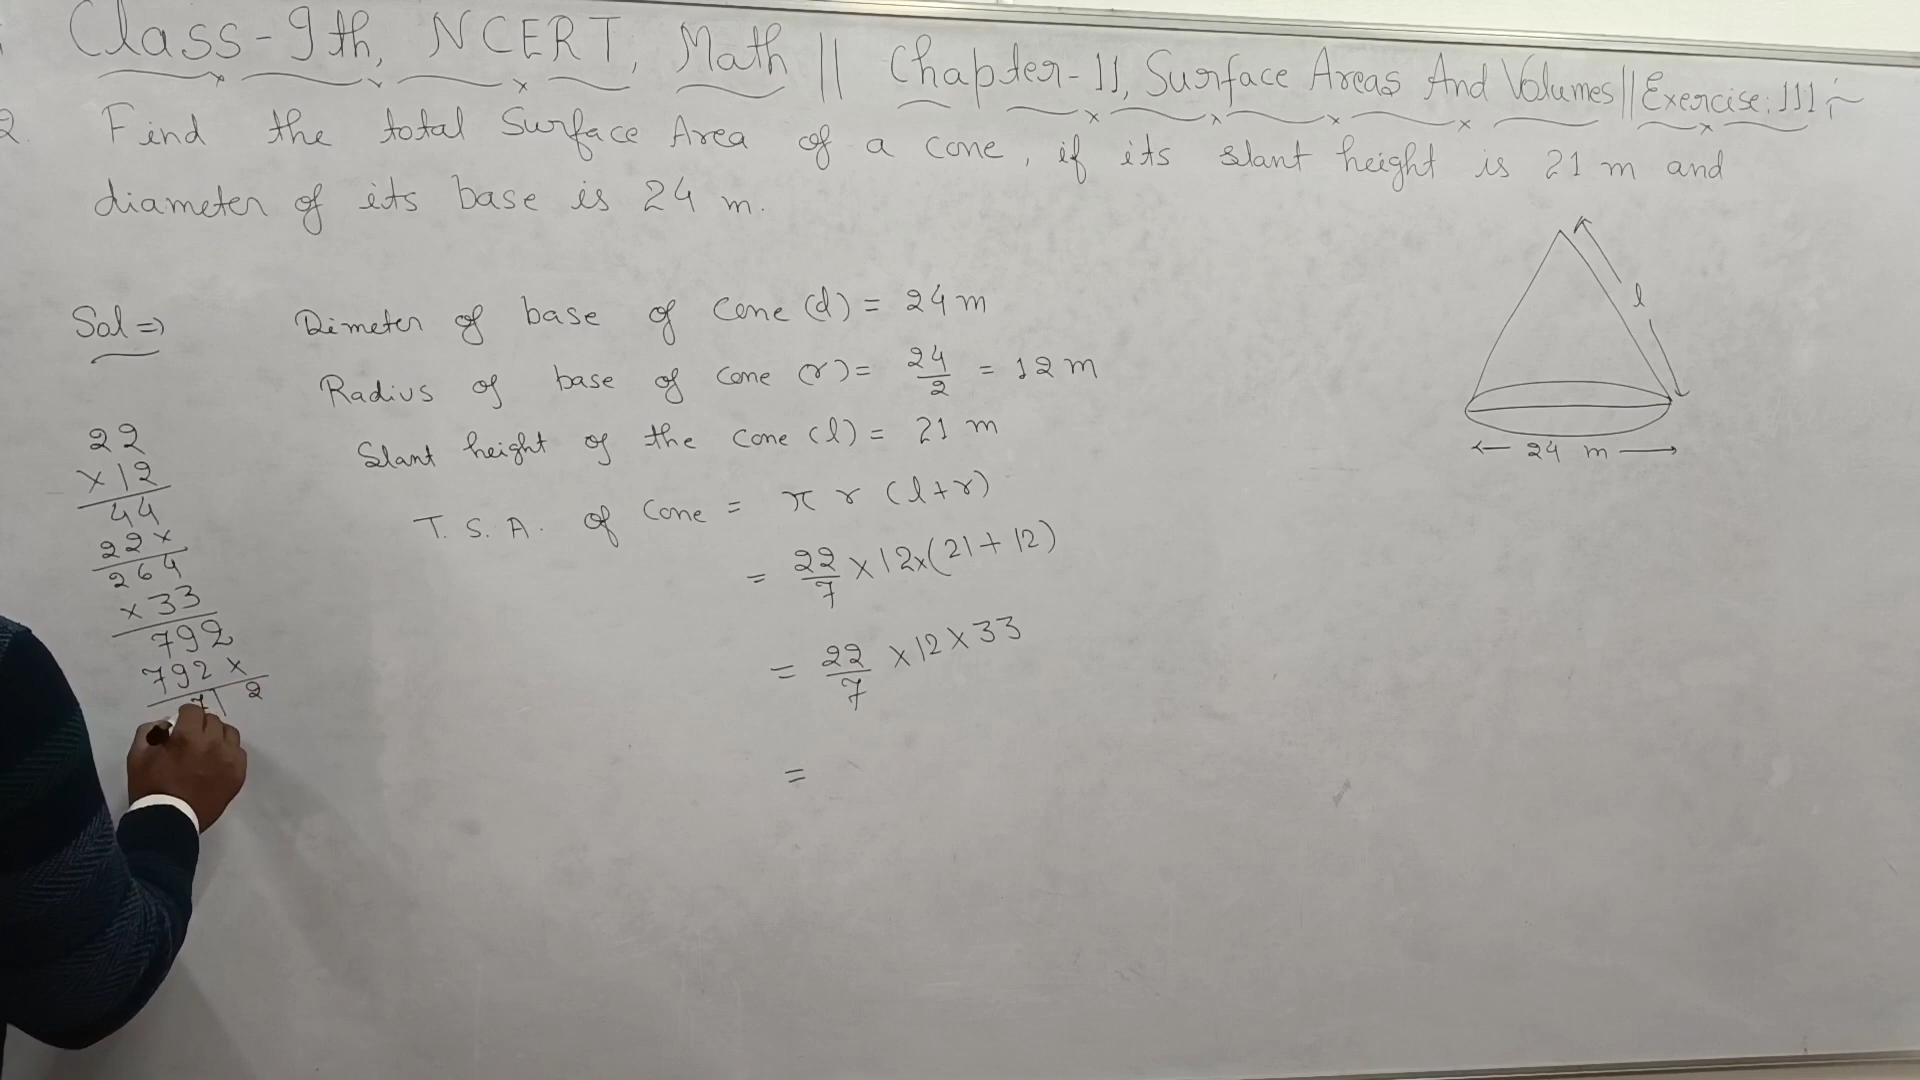 Class-9th, NCERT, Math || Chapter-11, Surface Areas And Volumes || Exercise: 11.1 :-
2. Find the total Surface Area of a cone, if its slant height is 21 m and
diameter of its base is 24 m.
Sol =>
Dimeter of base of Cone (d) = 24 m
Radius of base of cone (r) = 24/2 = 12 m
Slant height of the cone (l) = 21 m
T. S. A. of Cone = π r (l+r)
= 22/7 × 12 × (21 + 12)
= 22/7 × 12 × 33
=
22
× 12
44
22 ×
264
× 33
792
792 ×
7 2
l
24 m